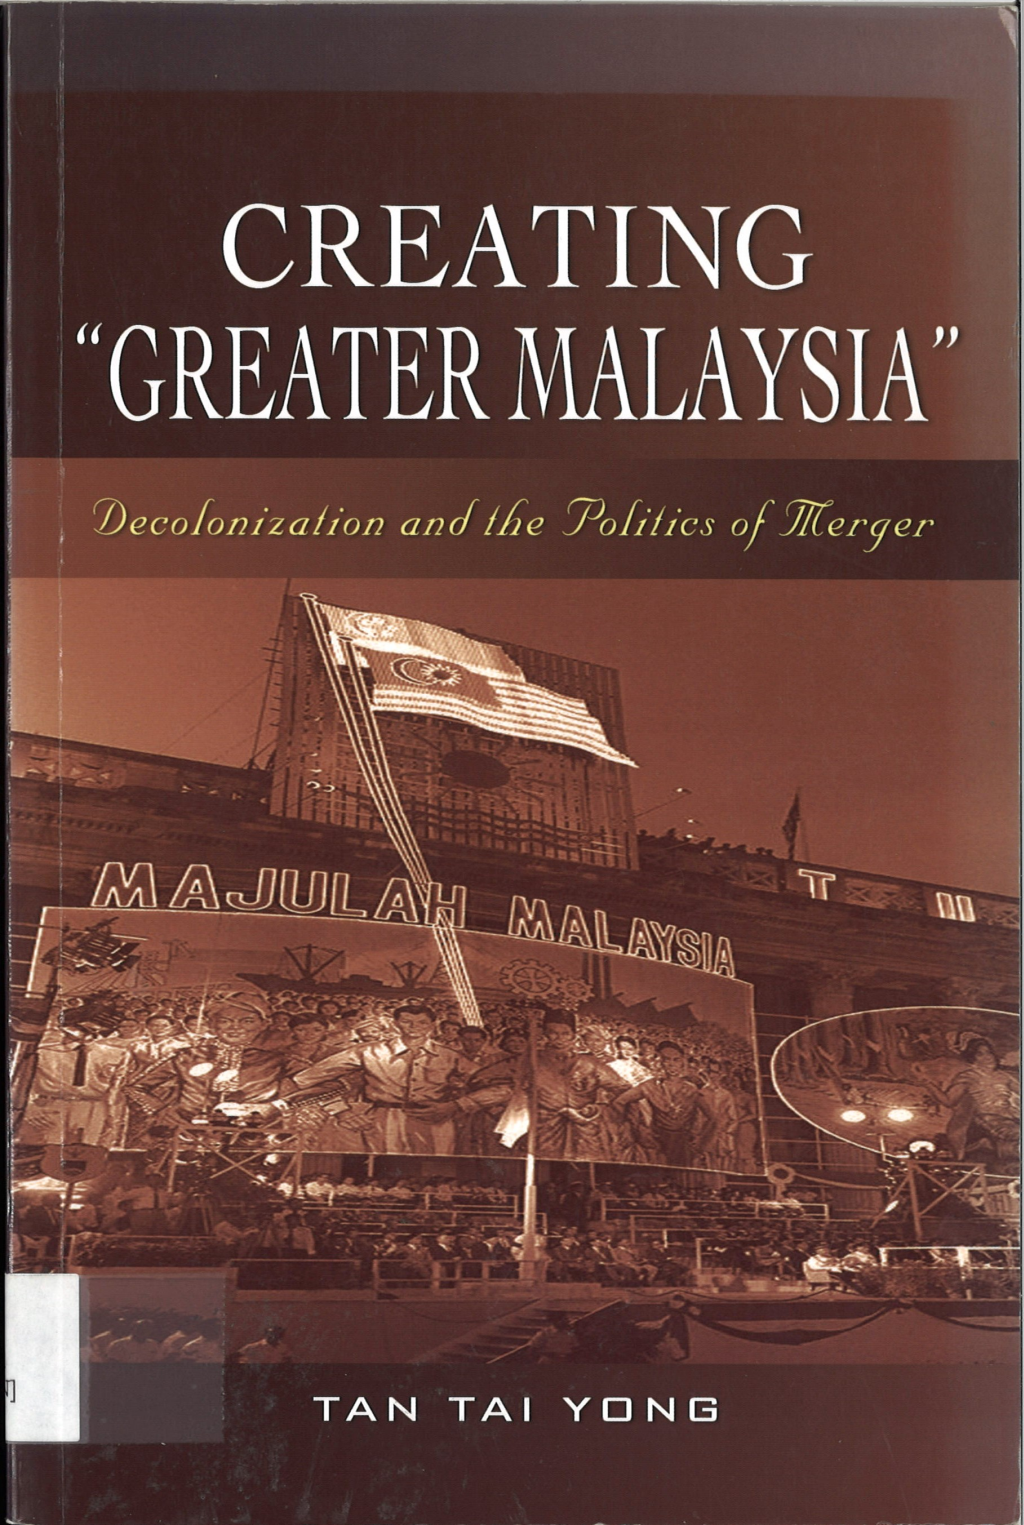 CREATING
“GREATER MALAYSIA”
Decolonization and the Politics of Merger
MAJULAH MALAYSIA
T
TAN TAI YONG